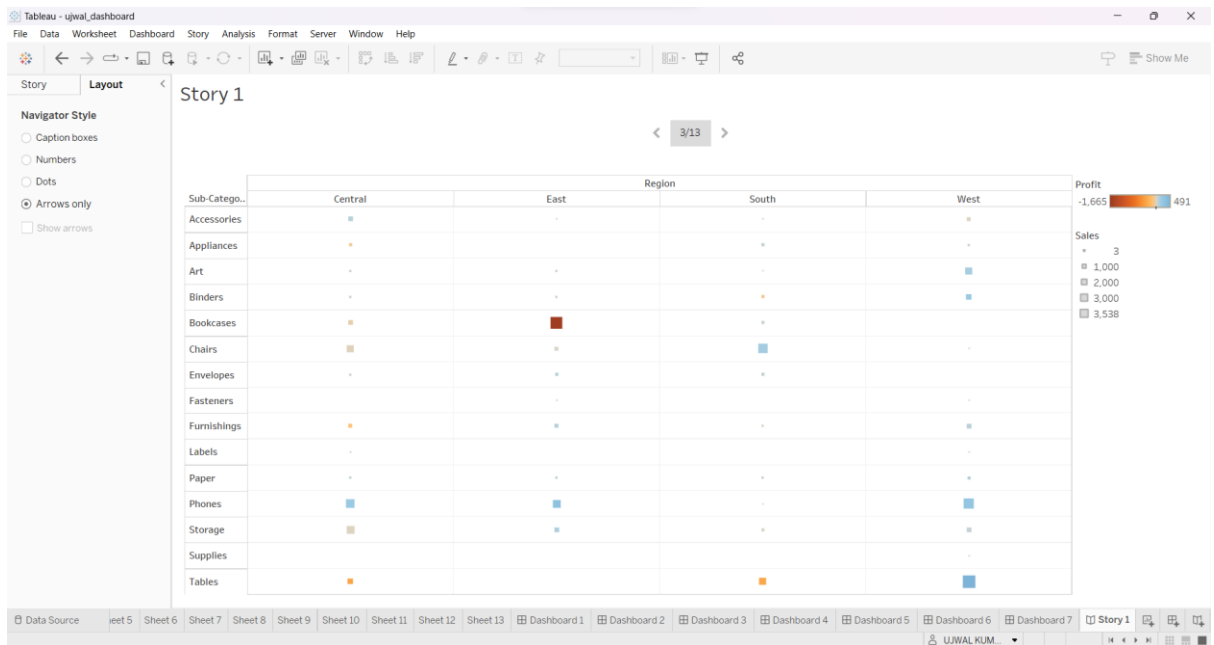 Tableau - ujwal_dashboard
File Data Worksheet Dashboard Story Analysis Format Server Window Help
Show Me
Story Layout
Story 1
Navigator Style
Caption boxes
Numbers
Dots
Arrows only
Show arrows
3/13
Region
Sub-Catego.. Central East South West
Accessories
Appliances
Art
Binders
Bookcases
Chairs
Envelopes
Fasteners
Furnishings
Labels
Paper
Phones
Storage
Supplies
Tables
Profit
-1,665 491
Sales
3
1,000
2,000
3,000
3,538
Data Source heet 5 Sheet 6 Sheet 7 Sheet 8 Sheet 9 Sheet 10 Sheet 11 Sheet 12 Sheet 13 Dashboard 1 Dashboard 2 Dashboard 3 Dashboard 4 Dashboard 5 Dashboard 6 Dashboard 7 Story 1
UJWAL KUM...